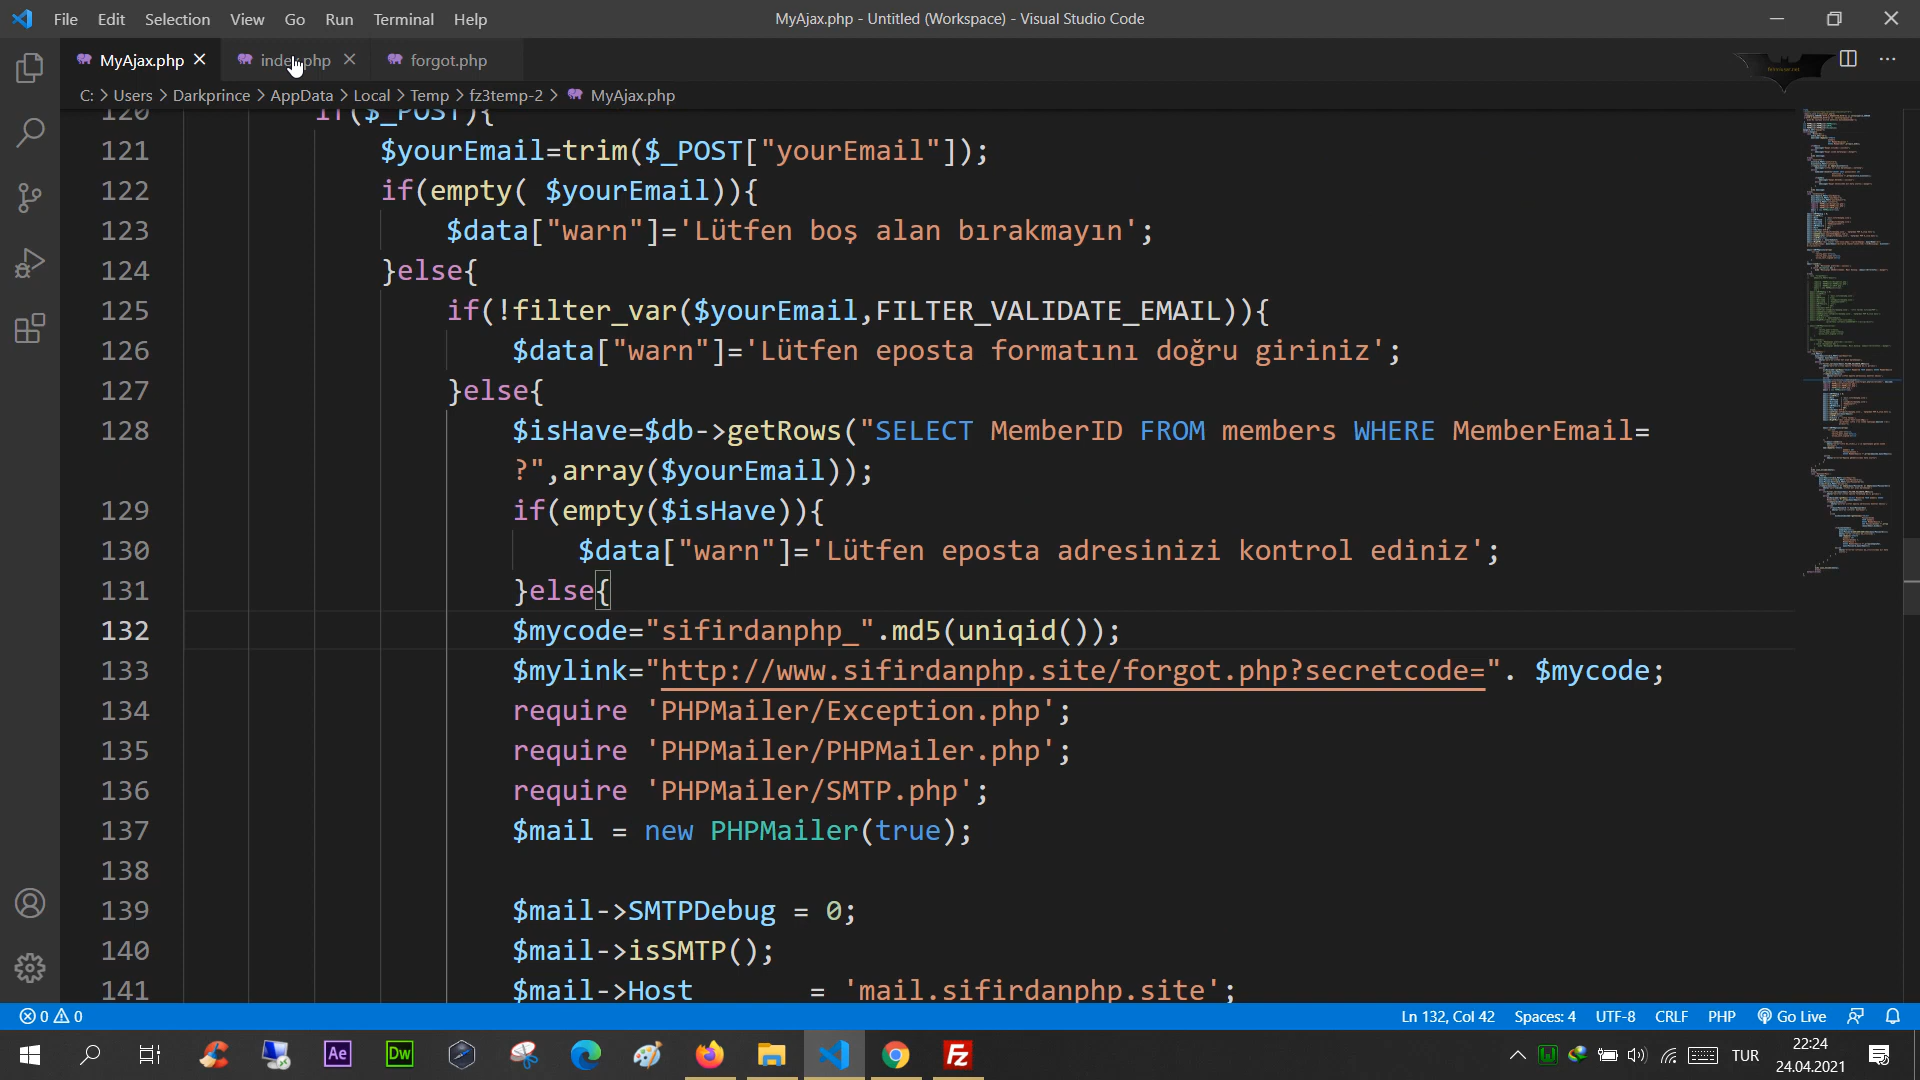 File Edit Selection View Go Run Terminal Help
MyAjax.php - Untitled (Workspace) - Visual Studio Code
MyAjax.php index.php forgot.php
C: > Users > Darkprince > AppData > Local > Temp > fz3temp-2 > MyAjax.php
120 if($_POST){
121 $yourEmail=trim($_POST["yourEmail"]);
122 if(empty( $yourEmail)){
123 $data["warn"]='Lütfen boş alan bırakmayın';
124 }else{
125 if(!filter_var($yourEmail,FILTER_VALIDATE_EMAIL)){
126 $data["warn"]='Lütfen eposta formatını doğru giriniz';
127 }else{
128 $isHave=$db->getRows("SELECT MemberID FROM members WHERE MemberEmail=
?",array($yourEmail));
129 if(empty($isHave)){
130 $data["warn"]='Lütfen eposta adresinizi kontrol ediniz';
131 }else{
132 $mycode="sifirdanphp_".md5(uniqid());
133 $mylink="http://www.sifirdanphp.site/forgot.php?secretcode=". $mycode;
134 require 'PHPMailer/Exception.php';
135 require 'PHPMailer/PHPMailer.php';
136 require 'PHPMailer/SMTP.php';
137 $mail = new PHPMailer(true);
138
139 $mail->SMTPDebug = 0;
140 $mail->isSMTP();
141 $mail->Host = 'mail.sifirdanphp.site';
0 0
Ln 132, Col 42 Spaces: 4 UTF-8 CRLF PHP Go Live
Ae Dw Fz
TUR
22:24
24.04.2021